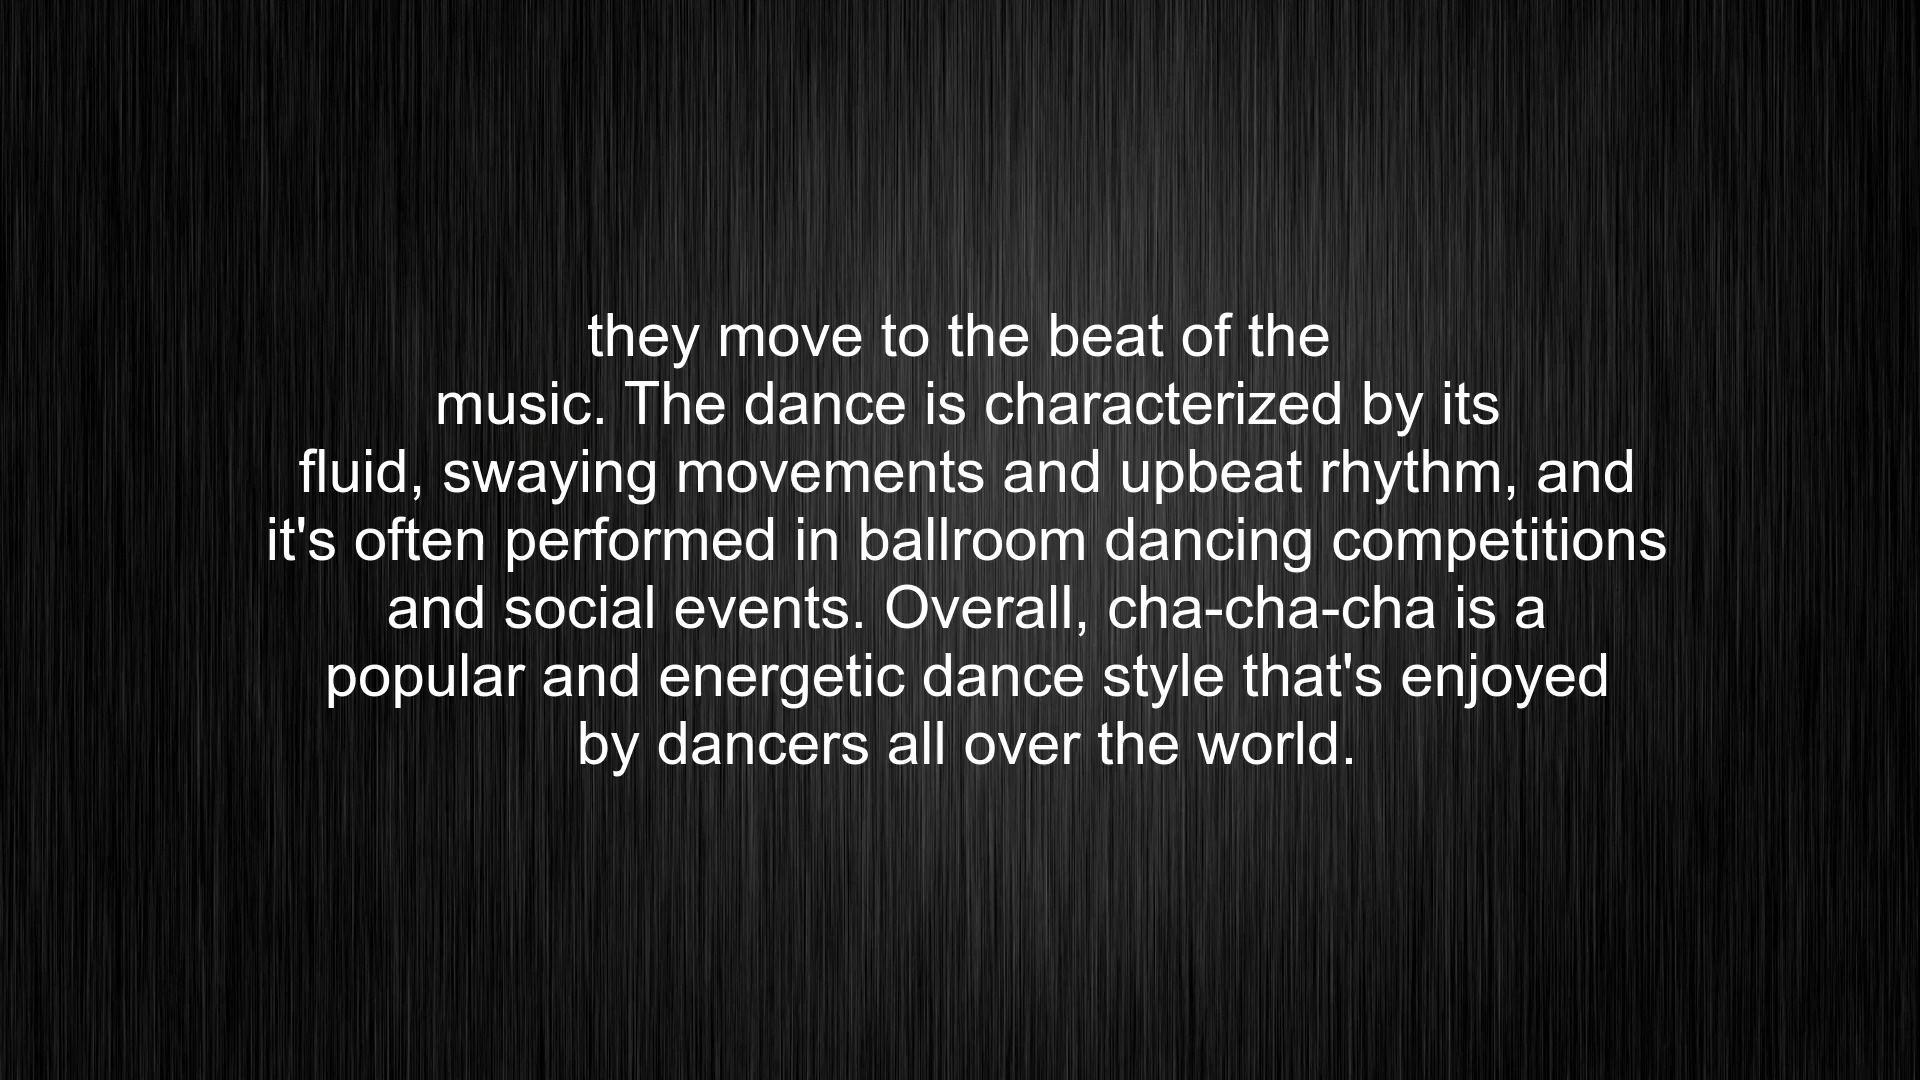 they move to the beat of the
music. The dance is characterized by its
fluid, swaying movements and upbeat rhythm, and
it's often performed in ballroom dancing competitions
and social events. Overall, cha-cha-cha is a
popular and energetic dance style that's enjoyed
by dancers all over the world.